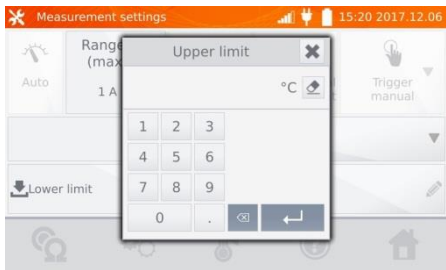 Measurement settings
15:20 2017.12.06
Auto
Range
(max
1 A
Upper limit
°C
Trigger
manual
1 2 3
4 5 6
7 8 9
0 .
Lower limit